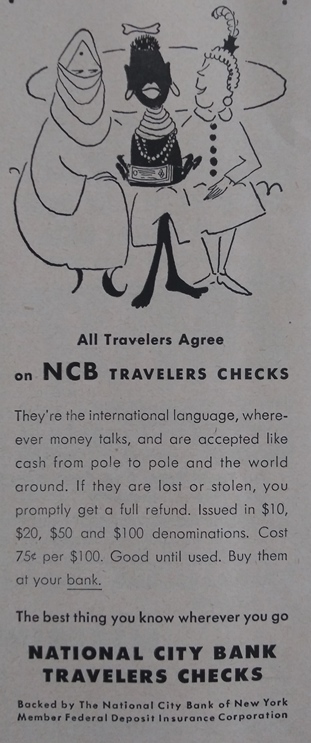 All Travelers Agree
on NCB TRAVELERS CHECKS
They're the international language, where-
ever money talks, and are accepted like
cash from pole to pole and the world
around. If they are lost or stolen, you
promptly get a full refund. Issued in $10,
$20, $50 and $100 denominations. Cost
75¢ per $100. Good until used. Buy them
at your bank.
The best thing you know wherever you go
NATIONAL CITY BANK
TRAVELERS CHECKS
Backed by The National City Bank of New York
Member Federal Deposit Insurance Corporation